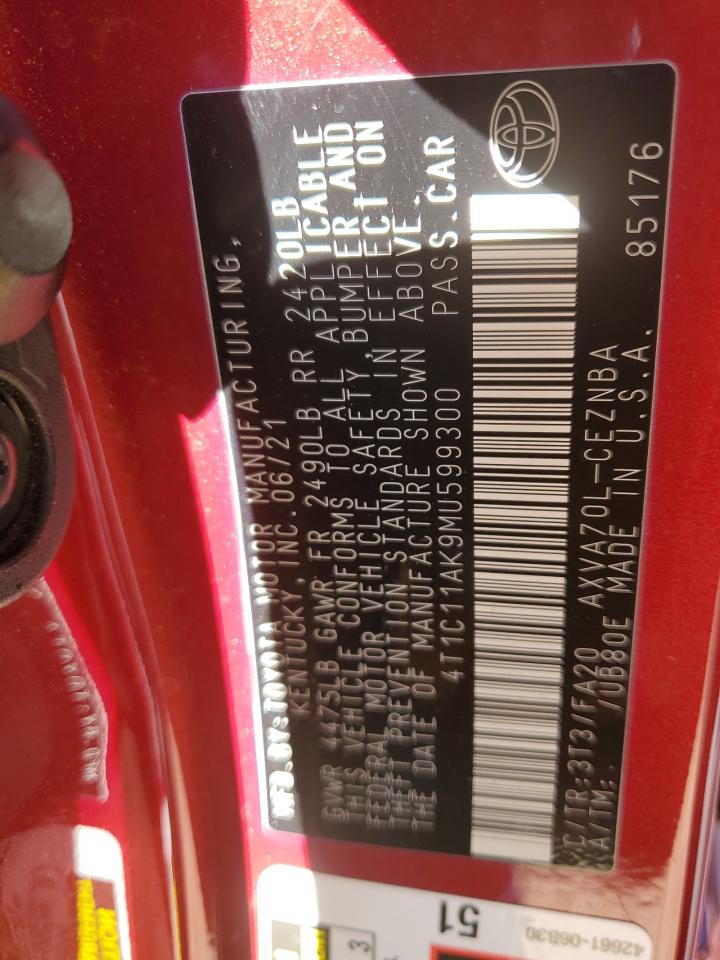 MFD. BY: TOYOTA MOTOR MANUFACTURING,
KENTUCKY, INC. 06/21
GVWR 4475LB GAWR FR 2490LB RR 2420LB
THIS VEHICLE CONFORMS TO ALL APPLICABLE
FEDERAL MOTOR VEHICLE SAFETY, BUMPER AND
THEFT PREVENTION STANDARDS IN EFFECT ON
THE DATE OF MANUFACTURE SHOWN ABOVE.
4T1C11AK9MU599300 PASS.CAR
C/TR: 3T3/FA20 AXVA70L-CEZNBA 85176
A/TM: /UB80E MADE IN U.S.A.
51
42661-06B30
3